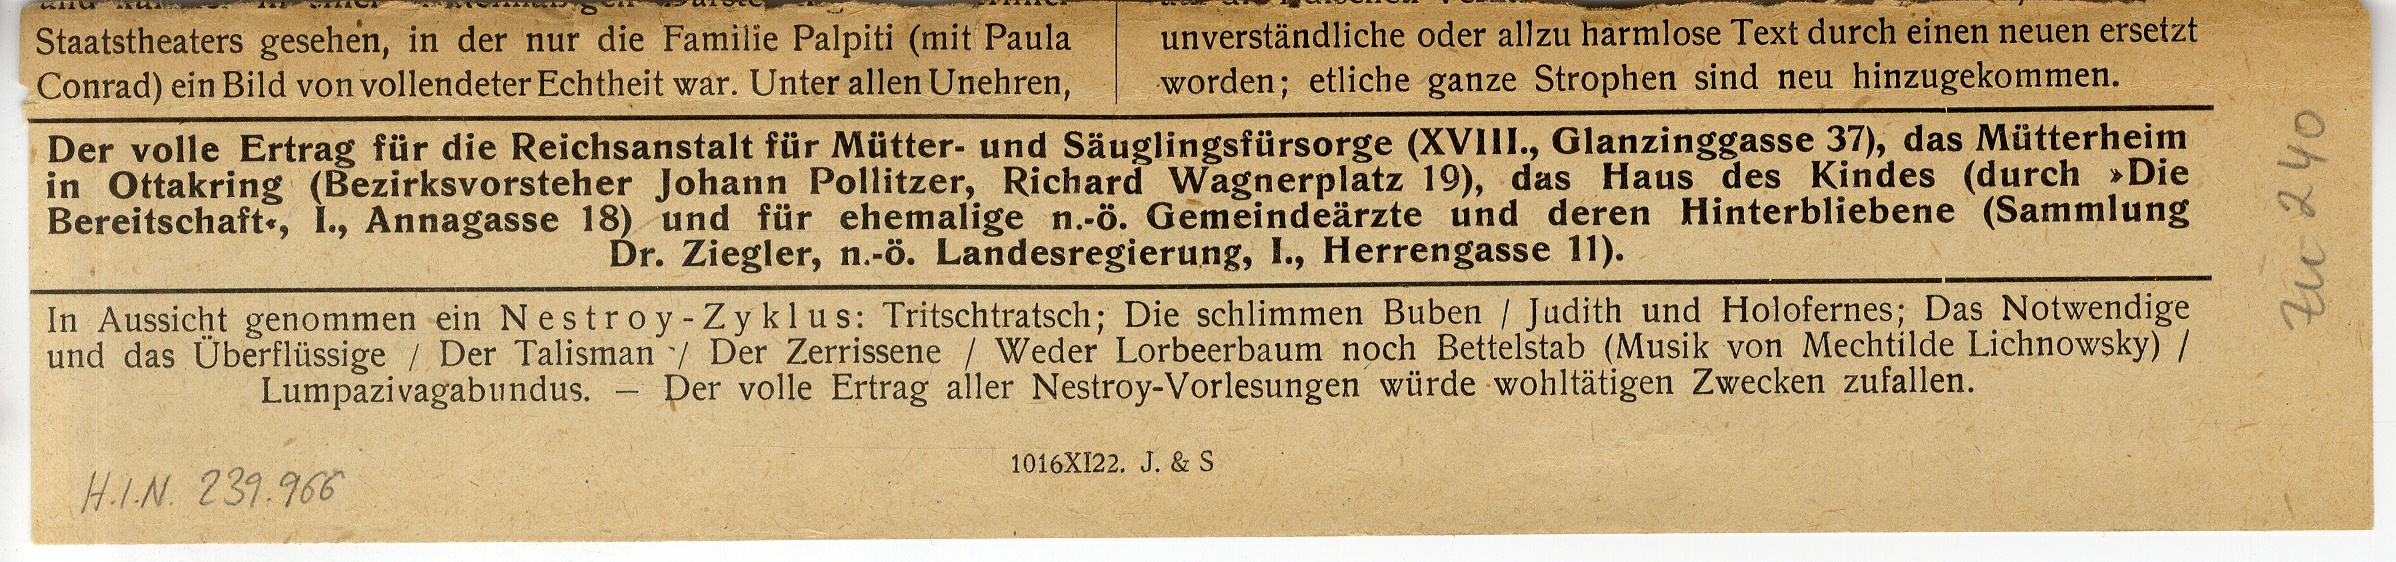 Staatstheaters gesehen, in der nur die Familie Palpiti (mit Paula
Conrad) ein Bild von vollendeter Echtheit war. Unter allen Unehren,
unverständliche oder allzu harmlose Text durch einen neuen ersetzt
worden; etliche ganze Strophen sind neu hinzugekommen.
Der volle Ertrag für die Reichsanstalt für Mütter- und Säuglingsfürsorge (XVIII., Glanzinggasse 37), das Mütterheim
in Ottakring (Bezirksvorsteher Johann Pollitzer, Richard Wagnerplatz 19), das Haus des Kindes (durch »Die
Bereitschaft«, I., Annagasse 18) und für ehemalige n.-ö. Gemeindeärzte und deren Hinterbliebene (Sammlung
Dr. Ziegler, n.-ö. Landesregierung, I., Herrengasse 11).
In Aussicht genommen ein Nestroy-Zyklus: Tritschtratsch; Die schlimmen Buben / Judith und Holofernes; Das Notwendige
und das Überflüssige / Der Talisman / Der Zerrissene / Weder Lorbeerbaum noch Bettelstab (Musik von Mechtilde Lichnowsky) /
Lumpazivagabundus. — Der volle Ertrag aller Nestroy-Vorlesungen würde wohltätigen Zwecken zufallen.
1016XI22. J. & S
H.I.N. 239.966
zu 240